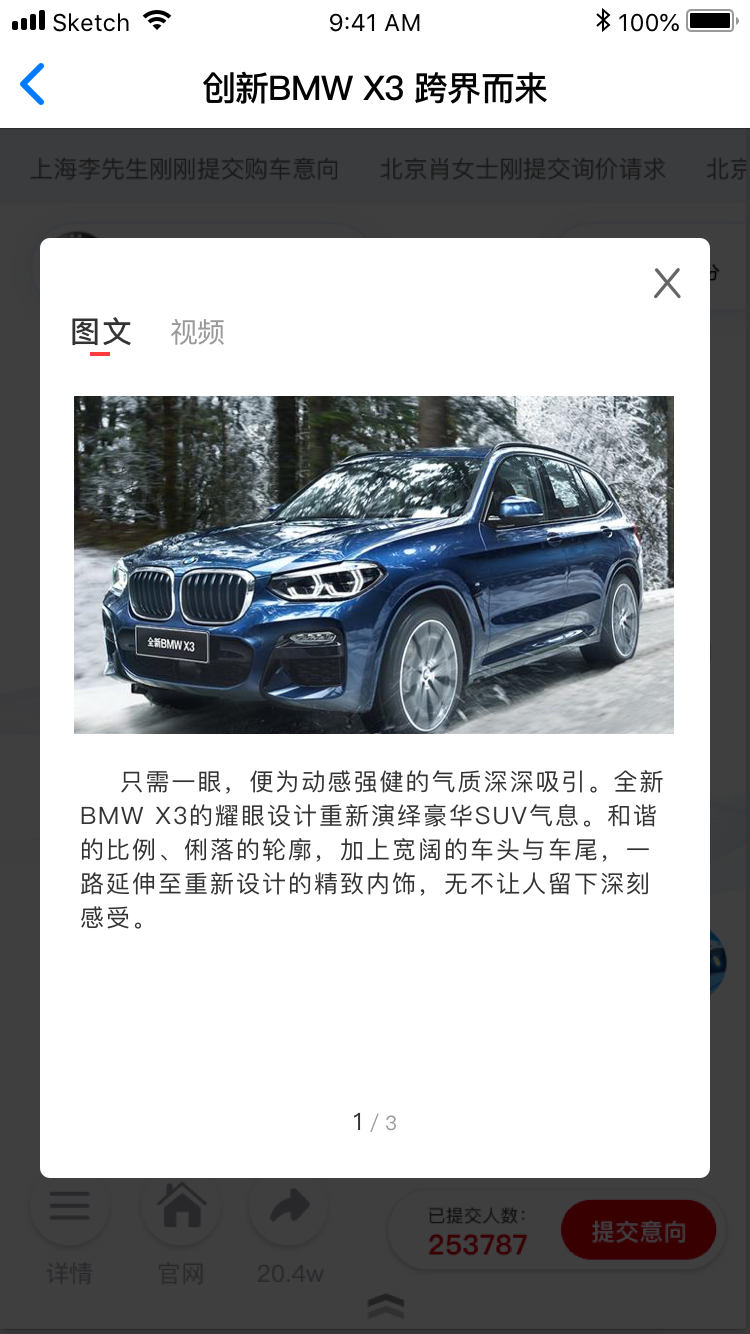 Sketch 9:41 AM 100%
创新BMW X3 跨界而来
上海李先生刚刚提交购车意向 北京肖女士刚提交询价请求 北京
图文 视频
全新BMW X3
只需一眼，便为动感强健的气质深深吸引。全新
BMW X3的耀眼设计重新演绎豪华SUV气息。和谐
的比例、俐落的轮廓，加上宽阔的车头与车尾，一
路延伸至重新设计的精致内饰，无不让人留下深刻
感受。
1 / 3
已提交人数：
253787
提交意向
详情 官网 20.4w